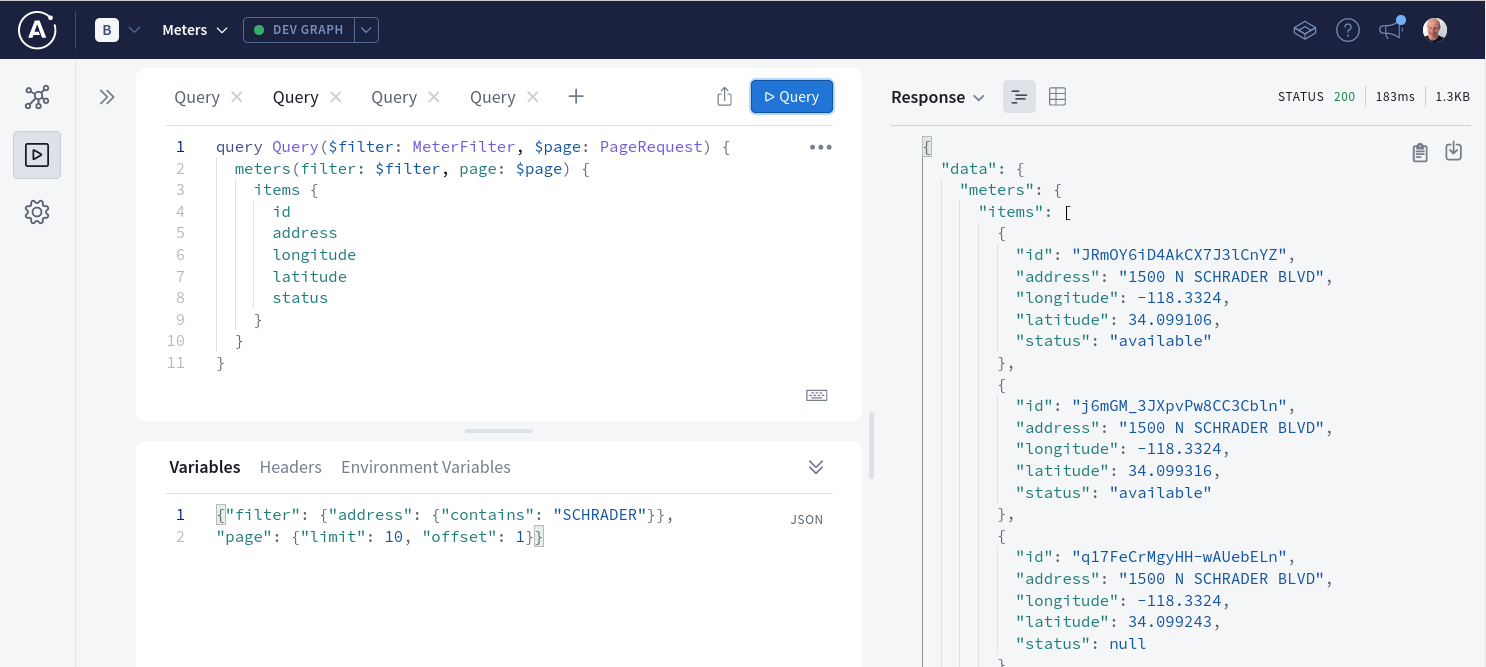 B Meters DEV GRAPH
Query Query Query Query
Query
1 query Query($filter: MeterFilter, $page: PageRequest) {
2 meters(filter: $filter, page: $page) {
3 items {
4 id
5 address
6 longitude
7 latitude
8 status
9 }
10 }
11 }
Variables Headers Environment Variables
JSON
1 {"filter": {"address": {"contains": "SCHRADER"}},
2 "page": {"limit": 10, "offset": 1}}
Response STATUS 200 183ms 1.3KB
{
"data": {
"meters": {
"items": [
{
"id": "JRmOY6iD4AkCX7J3lCnYZ",
"address": "1500 N SCHRADER BLVD",
"longitude": -118.3324,
"latitude": 34.099106,
"status": "available"
},
{
"id": "j6mGM_3JXpvPw8CC3Cbln",
"address": "1500 N SCHRADER BLVD",
"longitude": -118.3324,
"latitude": 34.099316,
"status": "available"
},
{
"id": "q17FeCrMgyHH-wAUebELn",
"address": "1500 N SCHRADER BLVD",
"longitude": -118.3324,
"latitude": 34.099243,
"status": null
}